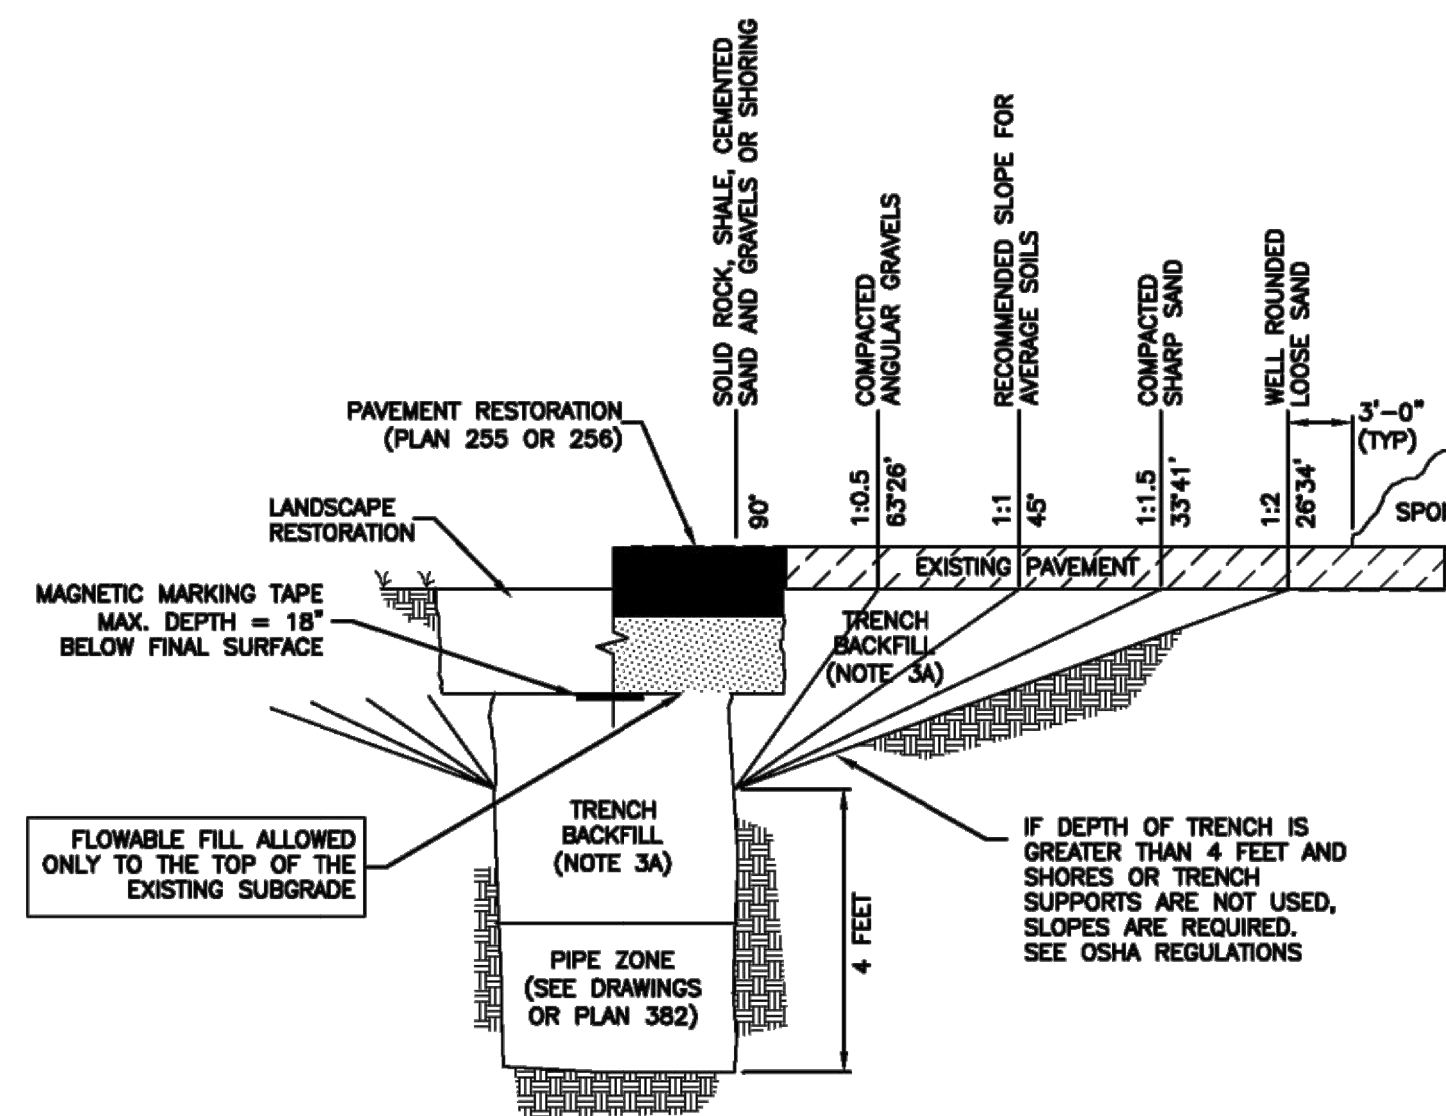 SOLID ROCK, SHALE, CEMENTED
SAND AND GRAVELS OR SHORING
COMPACTED
ANGULAR GRAVELS
RECOMMENDED SLOPE FOR
AVERAGE SOILS
COMPACTED
SHARP SAND
WELL ROUNDED
LOOSE SAND
3'-0"
(TYP)
PAVEMENT RESTORATION
(PLAN 255 OR 256)
90°
1:0.5
63°26'
1:1
45°
1:1.5
33°41'
1:2
26°34'
SPOI
LANDSCAPE
RESTORATION
EXISTING PAVEMENT
MAGNETIC MARKING TAPE
MAX. DEPTH = 18"
BELOW FINAL SURFACE
TRENCH
BACKFILL
(NOTE 3A)
FLOWABLE FILL ALLOWED
ONLY TO THE TOP OF THE
EXISTING SUBGRADE
TRENCH
BACKFILL
(NOTE 3A)
4 FEET
IF DEPTH OF TRENCH IS
GREATER THAN 4 FEET AND
SHORES OR TRENCH
SUPPORTS ARE NOT USED,
SLOPES ARE REQUIRED.
SEE OSHA REGULATIONS
PIPE ZONE
(SEE DRAWINGS
OR PLAN 382)